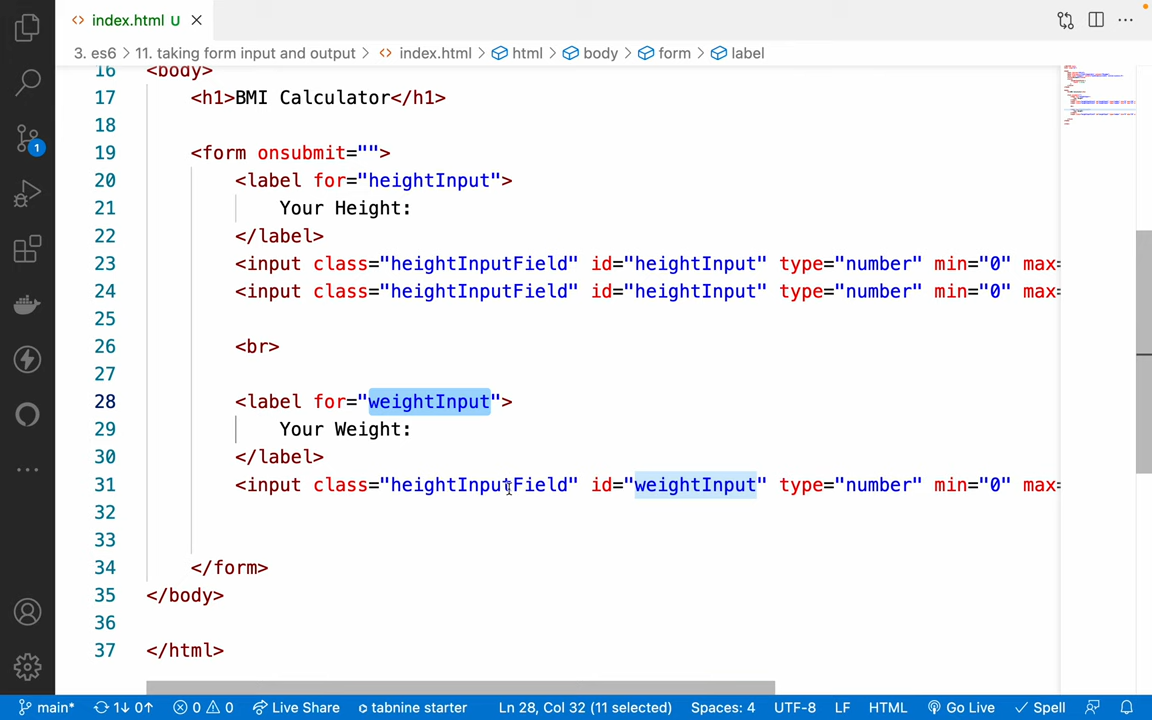 index.html U
3. es6 > 11. taking form input and output > index.html > html > body > form > label
16 <body>
17 <h1>BMI Calculator</h1>
18
19 <form onsubmit="">
20 <label for="heightInput">
21 Your Height:
22 </label>
23 <input class="heightInputField" id="heightInput" type="number" min="0" max=
24 <input class="heightInputField" id="heightInput" type="number" min="0" max=
25
26 <br>
27
28 <label for="weightInput">
29 Your Weight:
30 </label>
31 <input class="heightInputField" id="weightInput" type="number" min="0" max=
32
33
34 </form>
35 </body>
36
37 </html>
1
main* 1↓ 0↑ 0 0 Live Share tabnine starter Ln 28, Col 32 (11 selected) Spaces: 4 UTF-8 LF HTML Go Live Spell